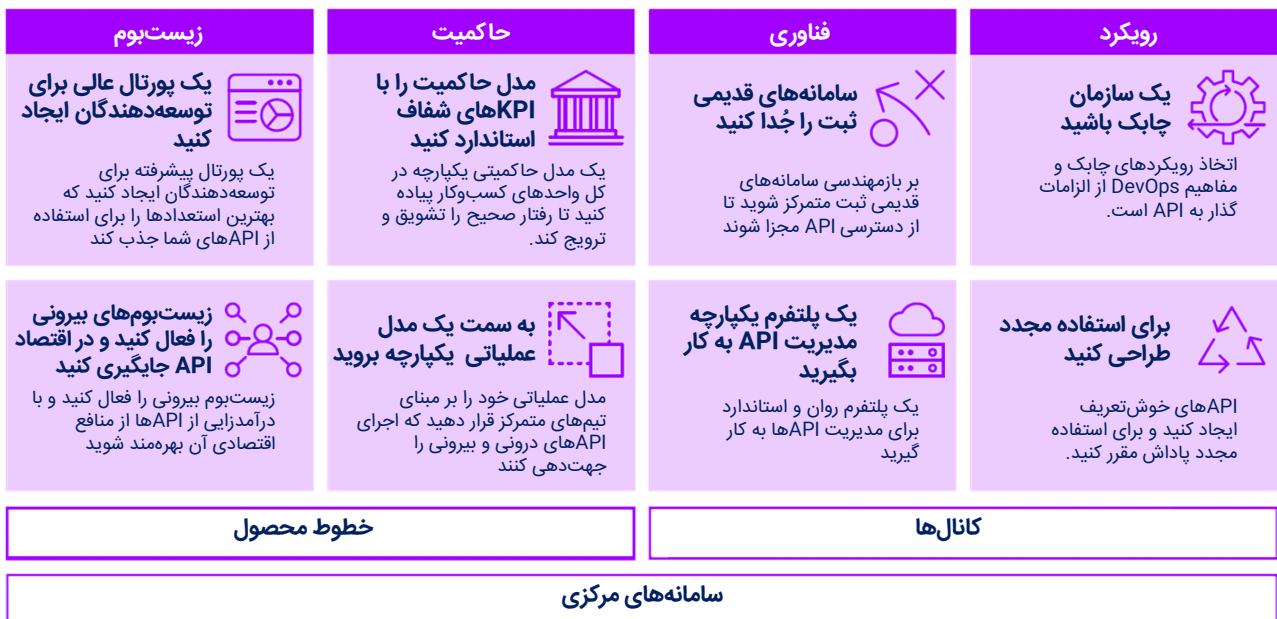 رویکرد
فناوری
حاکمیت
زیست‌بوم
یک سازمان
چابک باشید
اتخاذ رویکردهای چابک و
مفاهیم DevOps از الزامات
گذار به API است.
سامانه‌های قدیمی
ثبت را جُدا کنید
بر بازمهندسی سامانه‌های
قدیمی ثبت متمرکز شوید تا
از دسترسی API مجزا شوند
مدل حاکمیت را با
KPIهای شفاف
استاندارد کنید
یک مدل حاکمیتی یکپارچه در
کل واحدهای کسب‌وکار پیاده
کنید تا رفتار صحیح را تشویق و
ترویج کند.
یک پورتال عالی برای
توسعه‌دهندگان ایجاد
کنید
یک پورتال پیشرفته برای
توسعه‌دهندگان ایجاد کنید که
بهترین استعدادها را برای استفاده
از APIهای شما جذب کند
برای استفاده مجدد
طراحی کنید
APIهای خوش‌تعریف
ایجاد کنید و برای استفاده
مجدد پاداش مقرر کنید.
یک پلتفرم یکپارچه
مدیریت API به کار
بگیرید
یک پلتفرم روان و استاندارد
برای مدیریت APIها به کار
گیرید
به سمت یک مدل
عملیاتی یکپارچه بروید
مدل عملیاتی خود را بر مبنای
تیم‌های متمرکز قرار دهید که اجرای
APIهای درونی و بیرونی را
جهت‌دهی کنند
زیست‌بوم‌های بیرونی
را فعال کنید و در اقتصاد
API جایگیری کنید
زیست‌بوم بیرونی را فعال کنید و با
درآمدزایی از APIها از منافع
اقتصادی آن بهره‌مند شوید
کانال‌ها
خطوط محصول
سامانه‌های مرکزی